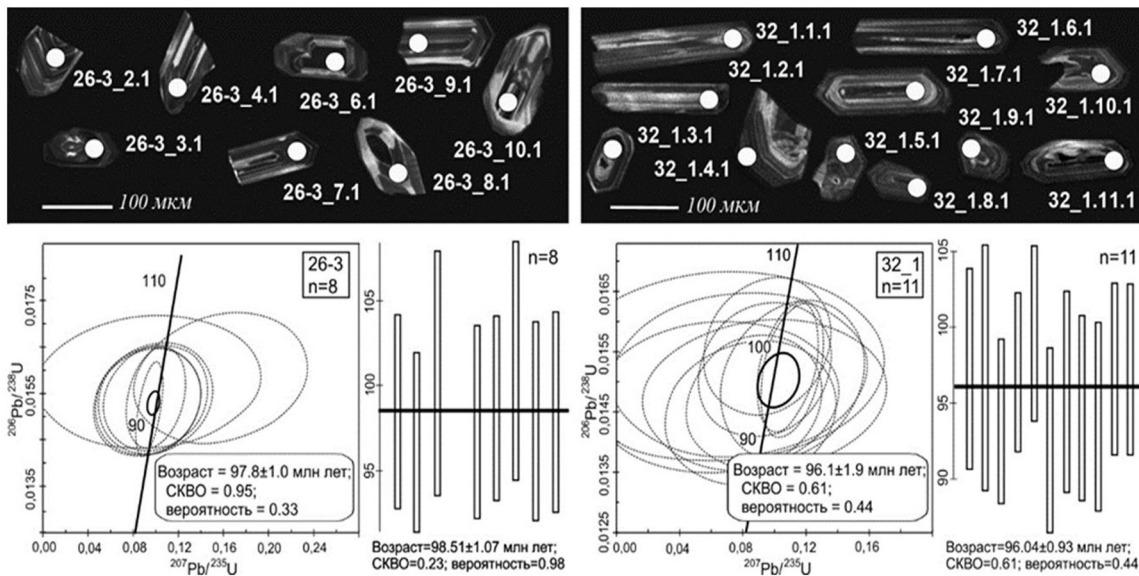 26-3_2.1
26-3_4.1
26-3_6.1
26-3_9.1
26-3_10.1
26-3_3.1
26-3_7.1
26-3_8.1
100 мкм
32_1.1.1
32_1.6.1
32_1.2.1
32_1.7.1
32_1.10.1
32_1.3.1
32_1.5.1
32_1.9.1
32_1.4.1
32_1.8.1
32_1.11.1
100 мкм
206Pb/238U
0,0175
0,0155
0,0135
110
90
26-3
n=8
Возраст = 97.8±1.0 млн лет;
СКВО = 0.95;
вероятность = 0.33
0,00 0,04 0,08 0,12 0,16 0,20 0,24
207Pb/235U
n=8
105
100
95
Возраст=98.51±1.07 млн лет;
СКВО=0.23; вероятность=0.98
206Pb/238U
0,0165
0,0155
0,0145
0,0135
0,0125
110
100
90
32_1
n=11
Возраст = 96.1±1.9 млн лет;
СКВО = 0.61;
вероятность = 0.44
0,00 0,04 0,08 0,12 0,16 0,20
207Pb/235U
n=11
105
100
95
90
Возраст=96.04±0.93 млн лет;
СКВО=0.61; вероятность=0.44